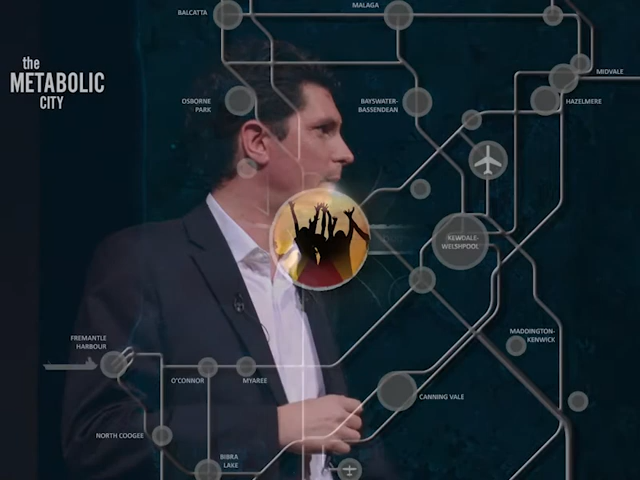 MALAGA
BALCATTA
the
METABOLIC
CITY
MIDVALE
OSBORNE
PARK
BAYSWATER-
BASSENDEAN
HAZELMERE
KEWDALE-
WELSHPOOL
FREMANTLE
HARBOUR
MADDINGTON-
KENWICK
O'CONNOR
MYAREE
CANNING VALE
NORTH COOGEE
BIBRA
LAKE